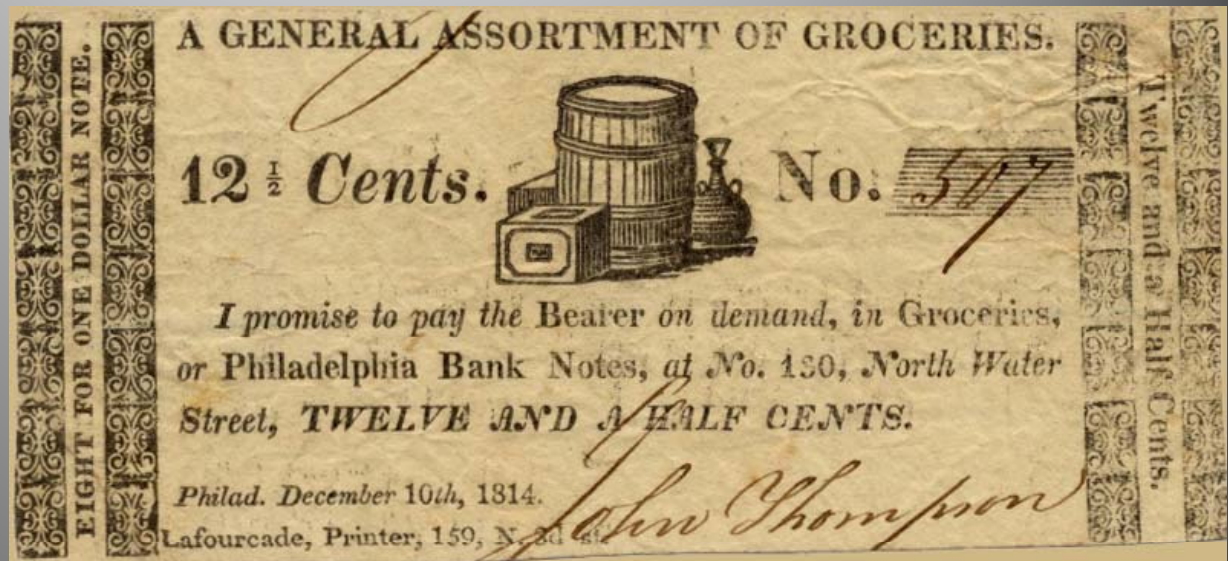 EIGHT FOR ONE DOLLAR NOTE.
A GENERAL ASSORTMENT OF GROCERIES.
12 ½ Cents.
No. 507
I promise to pay the Bearer on demand, in Groceries,
or Philadelphia Bank Notes, at No. 130, North Water
Street, TWELVE AND A HALF CENTS.
Philad. December 10th, 1814.
John Thompson
Lafourcade, Printer, 159, N. 3d st.
Twelve and a Half Cents.